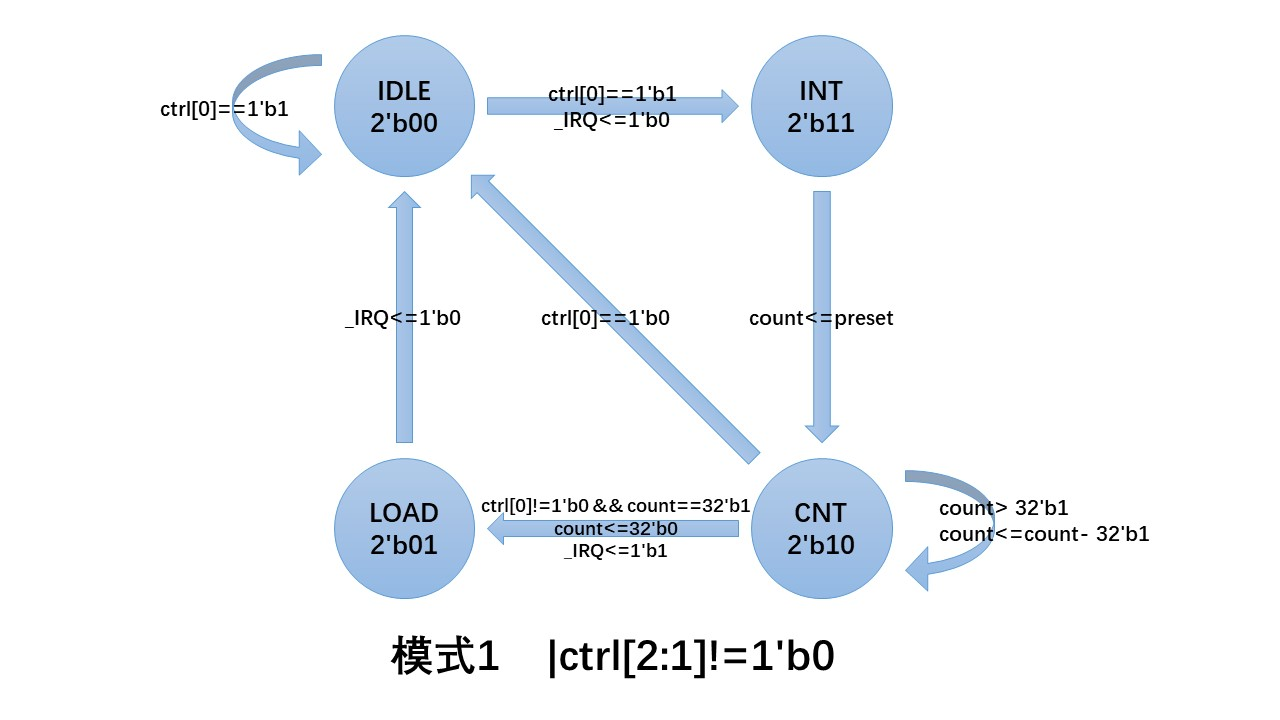 IDLE
2'b00
INT
2'b11
ctrl[0]==1'b1
ctrl[0]==1'b1
_IRQ<=1'b0
_IRQ<=1'b0
ctrl[0]==1'b0
count<=preset
LOAD
2'b01
ctrl[0]!=1'b0 && count==32'b1
count<=32'b0
_IRQ<=1'b1
CNT
2'b10
count> 32'b1
count<=count- 32'b1
模式1 |ctrl[2:1]!=1'b0